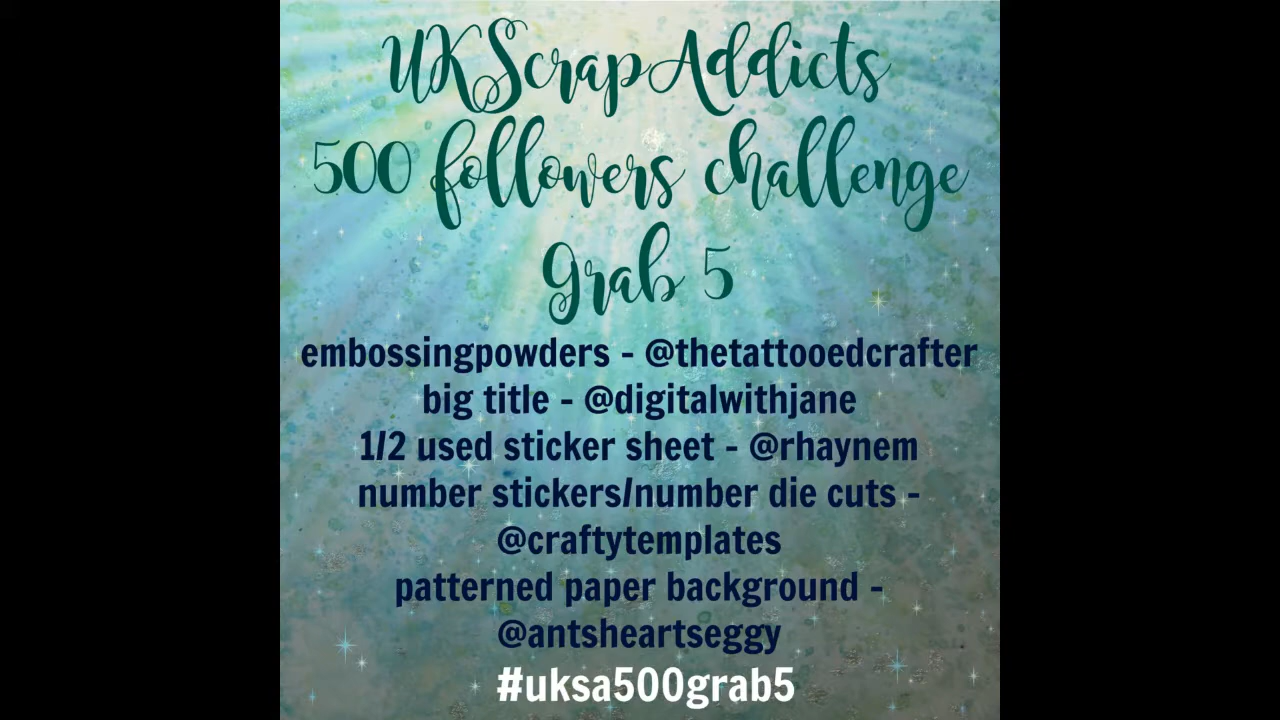 UKScrapAddicts
500 followers challenge
Grab 5
embossingpowders - @thetattooedcrafter
big title - @digitalwithjane
1/2 used sticker sheet - @rhaynem
number stickers/number die cuts -
@craftytemplates
patterned paper background -
@antsheartseggy
#uksa500grab5